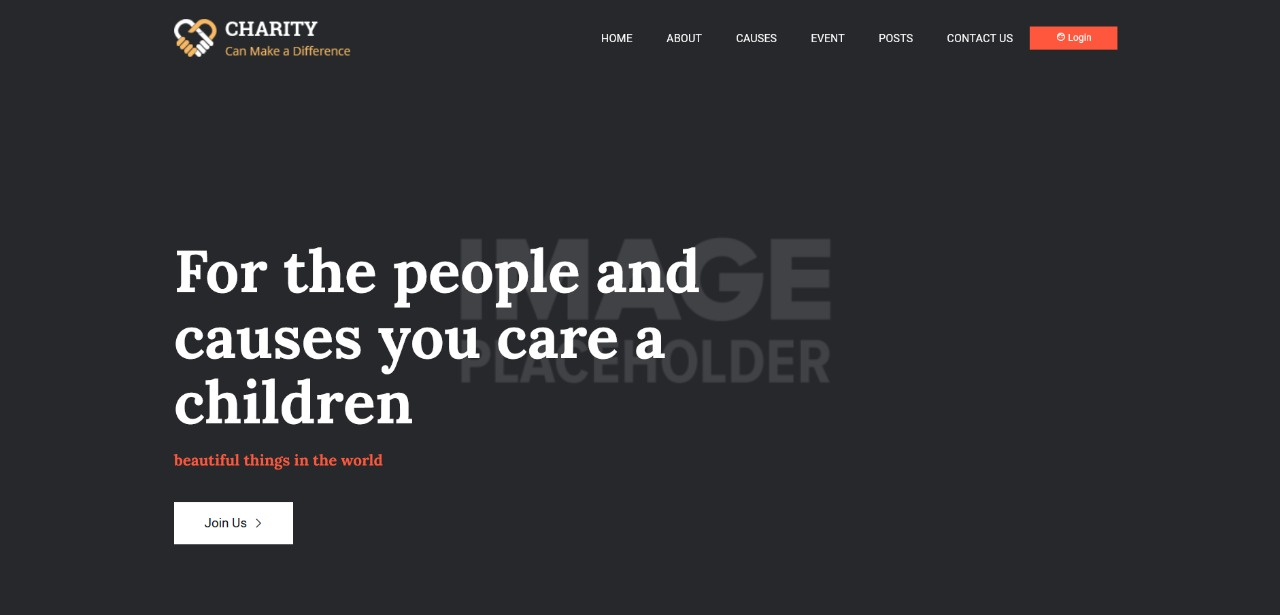 CHARITY
Can Make a Difference
HOME ABOUT CAUSES EVENT POSTS CONTACT US Login
IMAGE
PLACEHOLDER
For the people and
causes you care a
children
beautiful things in the world
Join Us